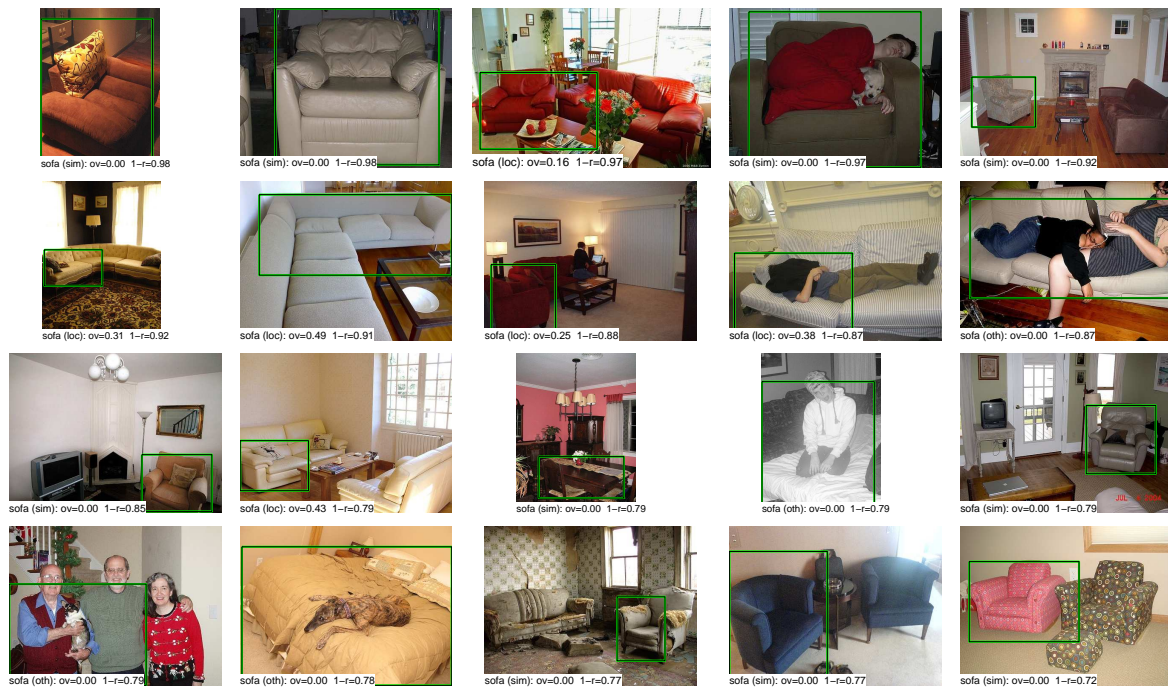 sofa (sim): ov=0.00 1−r=0.98
sofa (sim): ov=0.00 1−r=0.98
sofa (loc): ov=0.16 1−r=0.97
sofa (sim): ov=0.00 1−r=0.97
sofa (sim): ov=0.00 1−r=0.92
sofa (loc): ov=0.31 1−r=0.92
sofa (loc): ov=0.49 1−r=0.91
sofa (loc): ov=0.25 1−r=0.88
sofa (loc): ov=0.38 1−r=0.87
sofa (oth): ov=0.00 1−r=0.87
sofa (sim): ov=0.00 1−r=0.85
sofa (loc): ov=0.43 1−r=0.79
sofa (sim): ov=0.00 1−r=0.79
sofa (oth): ov=0.00 1−r=0.79
sofa (sim): ov=0.00 1−r=0.79
sofa (oth): ov=0.00 1−r=0.79
sofa (oth): ov=0.00 1−r=0.78
sofa (sim): ov=0.00 1−r=0.77
sofa (sim): ov=0.00 1−r=0.77
sofa (sim): ov=0.00 1−r=0.72